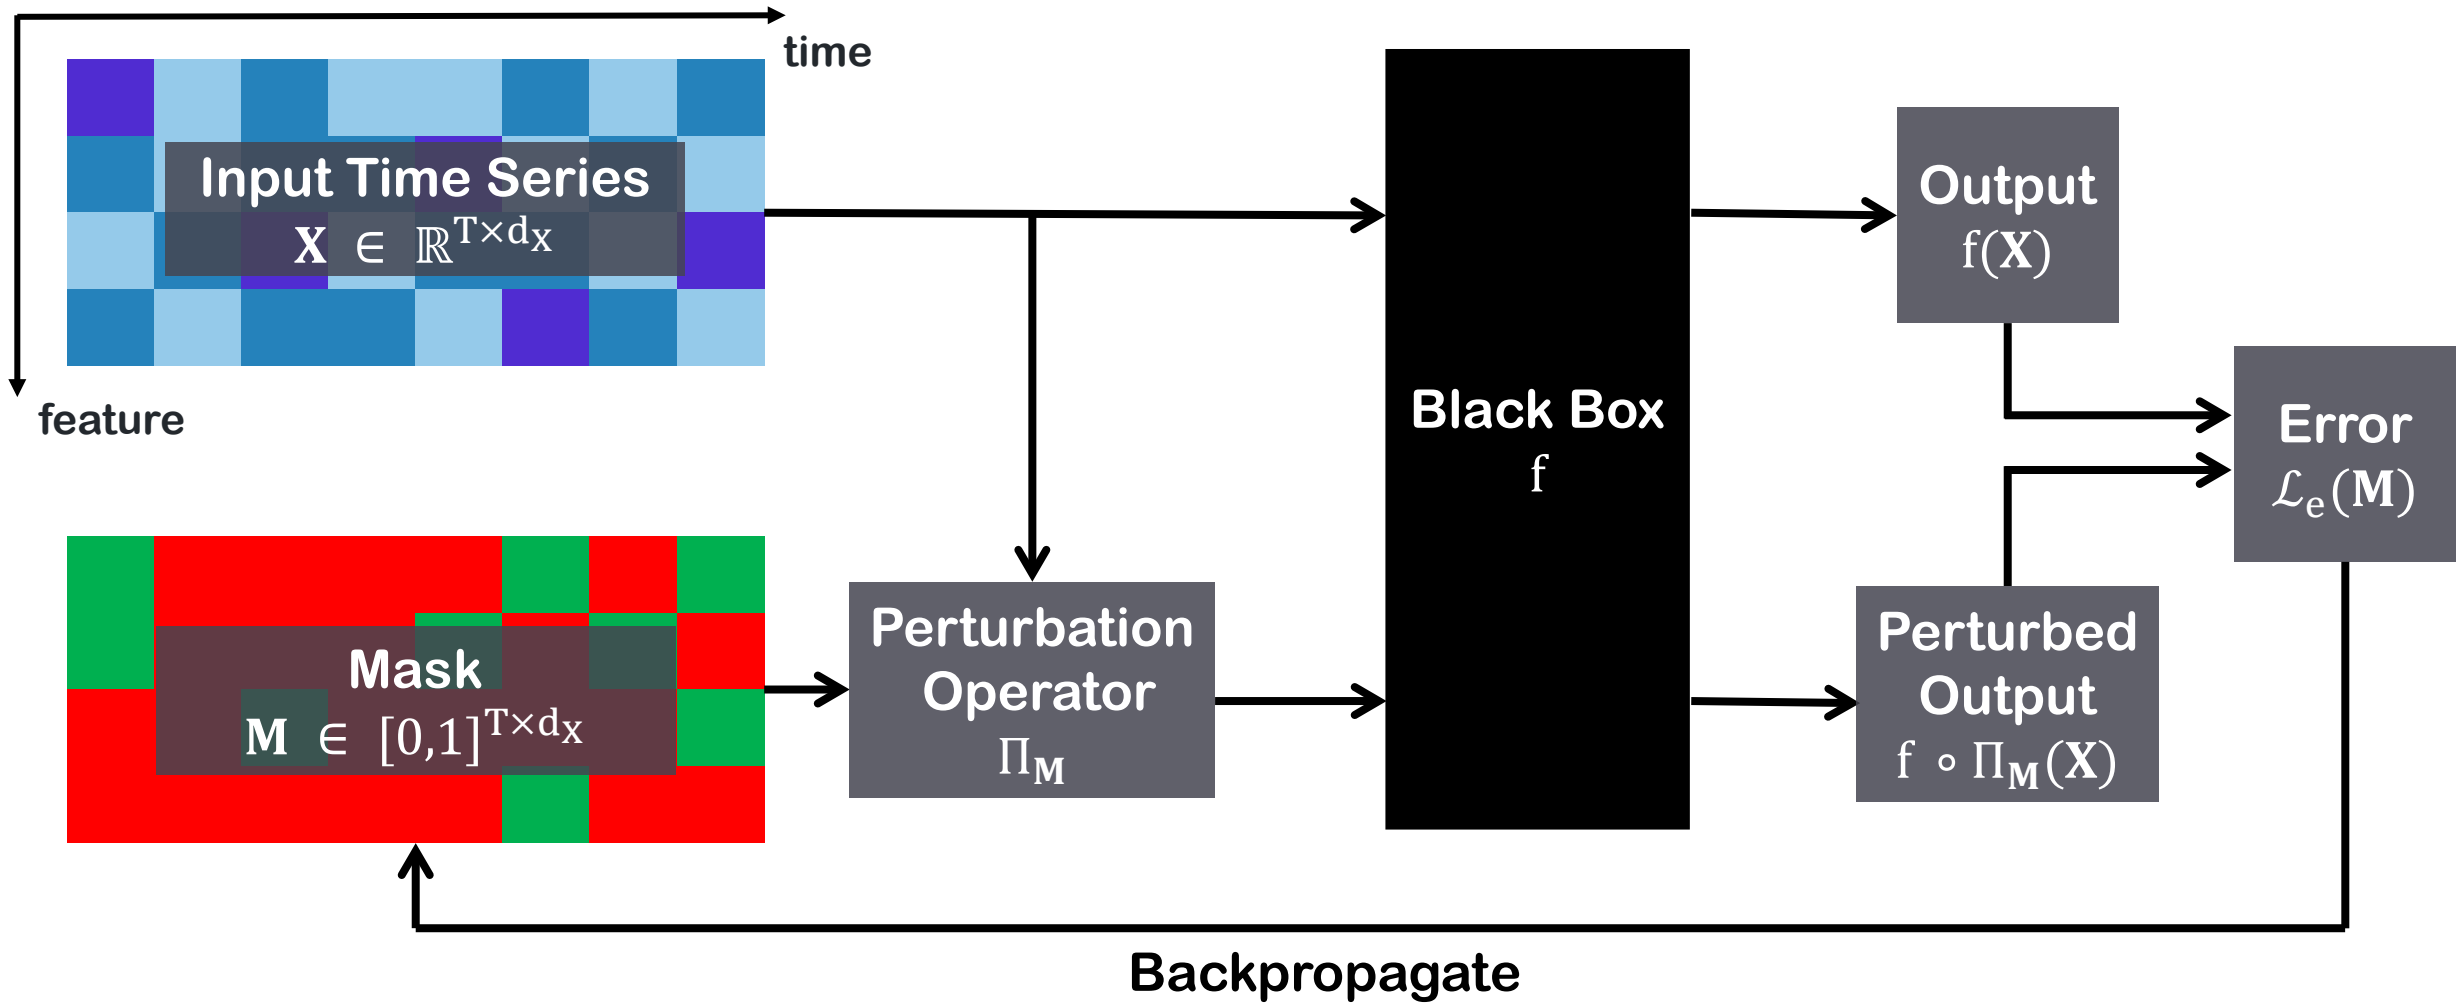 time
Input Time Series
X ∈ ℝ^{T×d_X}
feature
Mask
M ∈ [0,1]^{T×d_X}
Perturbation
Operator
Π_M
Black Box
f
Output
f(X)
Perturbed
Output
f ∘ Π_M(X)
Error
ℒ_e(M)
Backpropagate